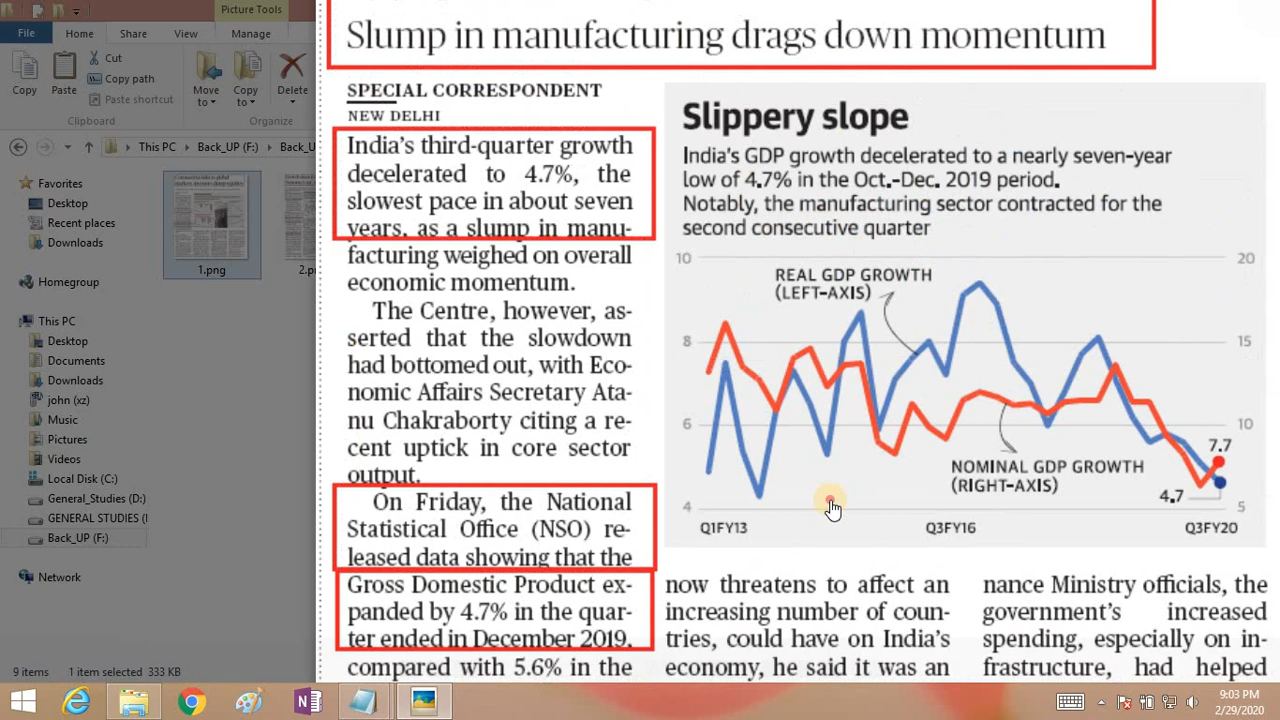 Picture Tools
File
Home
Share
View
Manage
Copy
Paste
Cut
Copy path
Paste shortcut
Move
to
Copy
to
Delete
Clipboard
Organize
This PC
Back_UP (F:)
Favorites
Desktop
Recent places
Downloads
Homegroup
This PC
Desktop
Documents
Downloads
john (xz)
Music
Pictures
Videos
Local Disk (C:)
General_Studies (D:)
GENERAL STUDIES (
Back_UP (F:)
Network
1.png
9 items
1 item selected 333 KB
Slump in manufacturing drags down momentum
SPECIAL CORRESPONDENT
NEW DELHI
India's third-quarter growth
decelerated to 4.7%, the
slowest pace in about seven
years, as a slump in manu-
facturing weighed on overall
economic momentum.
The Centre, however, as-
serted that the slowdown
had bottomed out, with Eco-
nomic Affairs Secretary Ata-
nu Chakraborty citing a re-
cent uptick in core sector
output.
On Friday, the National
Statistical Office (NSO) re-
leased data showing that the
Gross Domestic Product ex-
panded by 4.7% in the quar-
ter ended in December 2019,
compared with 5.6% in the
Slippery slope
India's GDP growth decelerated to a nearly seven-year
low of 4.7% in the Oct.-Dec. 2019 period.
Notably, the manufacturing sector contracted for the
second consecutive quarter
10
20
REAL GDP GROWTH
(LEFT-AXIS)
8
15
6
10
7.7
NOMINAL GDP GROWTH
(RIGHT-AXIS)
4.7
4
5
Q1FY13
Q3FY16
Q3FY20
now threatens to affect an
increasing number of coun-
tries, could have on India's
economy, he said it was an
nance Ministry officials, the
government's increased
spending, especially on in-
frastructure, had helped
9:03 PM
2/29/2020